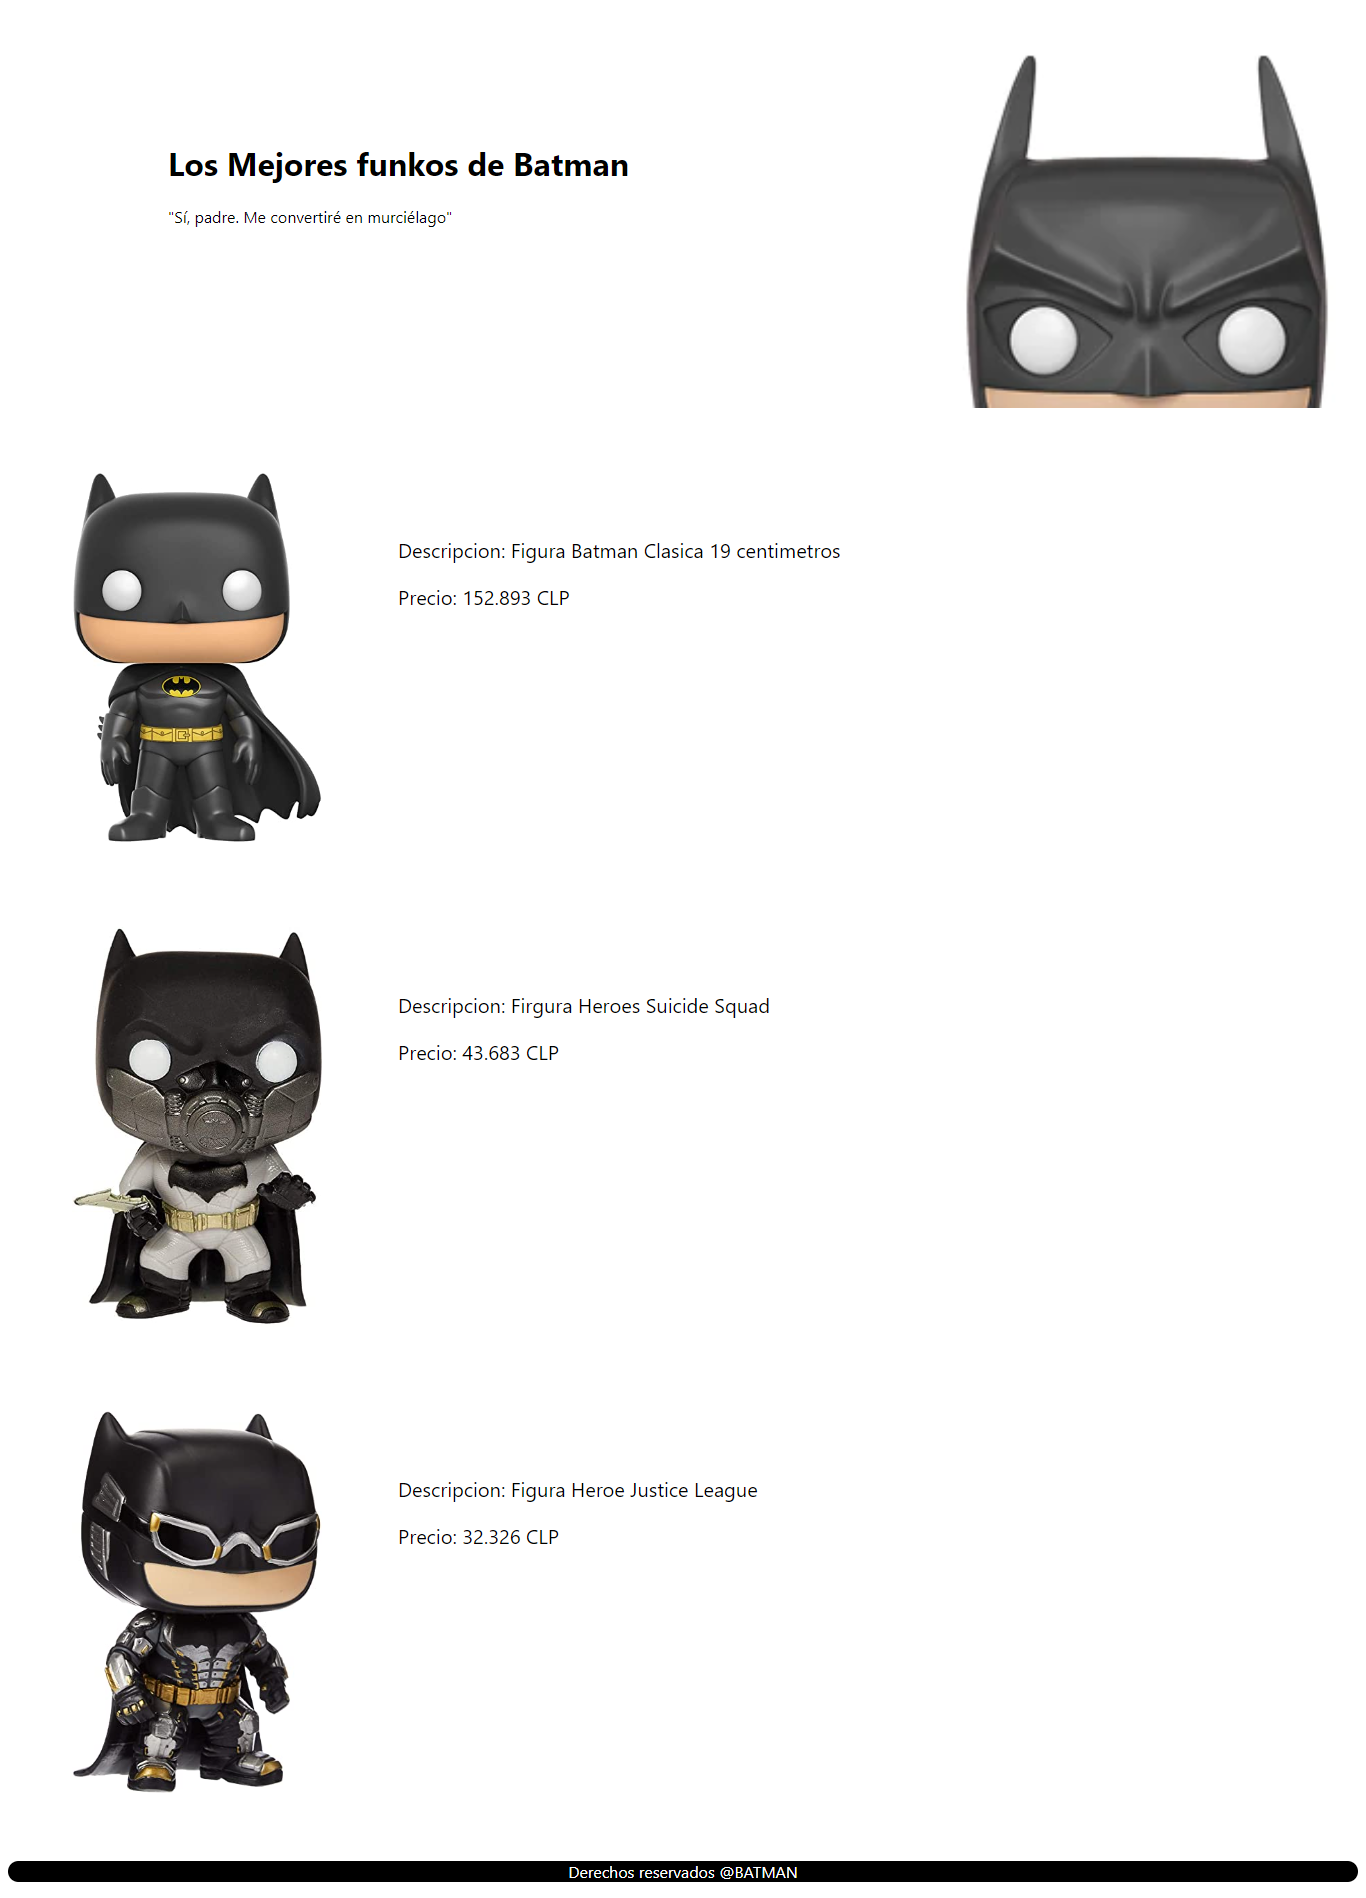 Los Mejores funkos de Batman
"Sí, padre. Me convertiré en murciélago"
Descripcion: Figura Batman Clasica 19 centimetros
Precio: 152.893 CLP
Descripcion: Firgura Heroes Suicide Squad
Precio: 43.683 CLP
Descripcion: Figura Heroe Justice League
Precio: 32.326 CLP
Derechos reservados @BATMAN